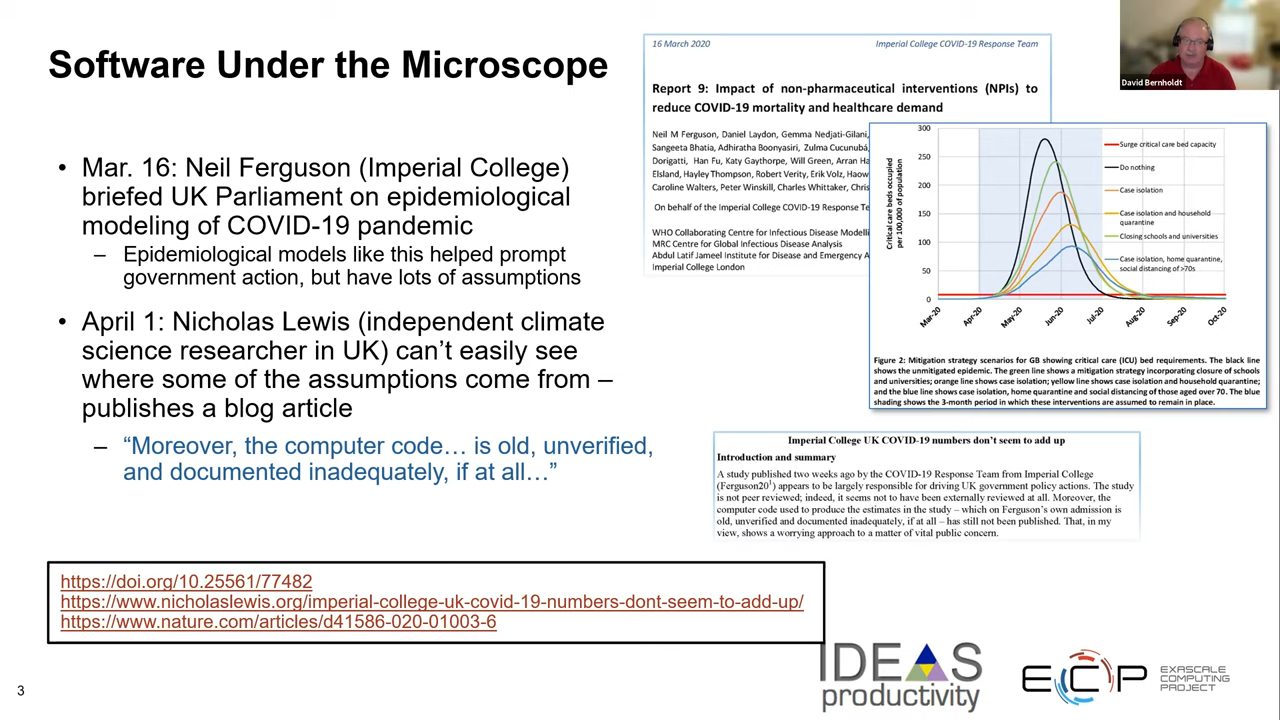 Software Under the Microscope
• Mar. 16: Neil Ferguson (Imperial College)
briefed UK Parliament on epidemiological
modeling of COVID-19 pandemic
– Epidemiological models like this helped prompt
government action, but have lots of assumptions
• April 1: Nicholas Lewis (independent climate
science researcher in UK) can’t easily see
where some of the assumptions come from –
publishes a blog article
– “Moreover, the computer code… is old, unverified,
and documented inadequately, if at all…”
https://doi.org/10.25561/77482
https://www.nicholaslewis.org/imperial-college-uk-covid-19-numbers-dont-seem-to-add-up/
https://www.nature.com/articles/d41586-020-01003-6
3
16 March 2020 Imperial College COVID-19 Response Team
Report 9: Impact of non-pharmaceutical interventions (NPIs) to
reduce COVID-19 mortality and healthcare demand
Neil M Ferguson, Daniel Laydon, Gemma Nedjati-Gilani,
Sangeeta Bhatia, Adhiratha Boonyasiri, Zulma Cucunubá,
Dorigatti, Han Fu, Katy Gaythorpe, Will Green, Arran Ha
Elsland, Hayley Thompson, Robert Verity, Erik Volz, Haow
Caroline Walters, Peter Winskill, Charles Whittaker, Chris
On behalf of the Imperial College COVID-19 Response Te
WHO Collaborating Centre for Infectious Disease Modelli
MRC Centre for Global Infectious Disease Analysis
Abdul Latif Jameel Institute for Disease and Emergency A
Imperial College London
Critical care beds occupied
per 100,000 of population
300
250
200
150
100
50
0
Mar-20
Apr-20
May-20
Jun-20
Jul-20
Aug-20
Sep-20
Oct-20
Surge critical care bed capacity
Do nothing
Case isolation
Case isolation and household
quarantine
Closing schools and universities
Case isolation, home quarantine,
social distancing of >70s
Figure 2: Mitigation strategy scenarios for GB showing critical care (ICU) bed requirements. The black line
shows the unmitigated epidemic. The green line shows a mitigation strategy incorporating closure of schools
and universities; orange line shows case isolation; yellow line shows case isolation and household quarantine;
and the blue line shows case isolation, home quarantine and social distancing of those aged over 70. The blue
shading shows the 3-month period in which these interventions are assumed to remain in place.
Imperial College UK COVID-19 numbers don’t seem to add up
Introduction and summary
A study published two weeks ago by the COVID-19 Response Team from Imperial College
(Ferguson20¹) appears to be largely responsible for driving UK government policy actions. The study
is not peer reviewed; indeed, it seems not to have been externally reviewed at all. Moreover, the
computer code used to produce the estimates in the study – which on Ferguson’s own admission is
old, unverified and documented inadequately, if at all – has still not been published. That, in my
view, shows a worrying approach to a matter of vital public concern.
David Bernholdt
IDEAS
productivity
ECP
EXASCALE
COMPUTING
PROJECT